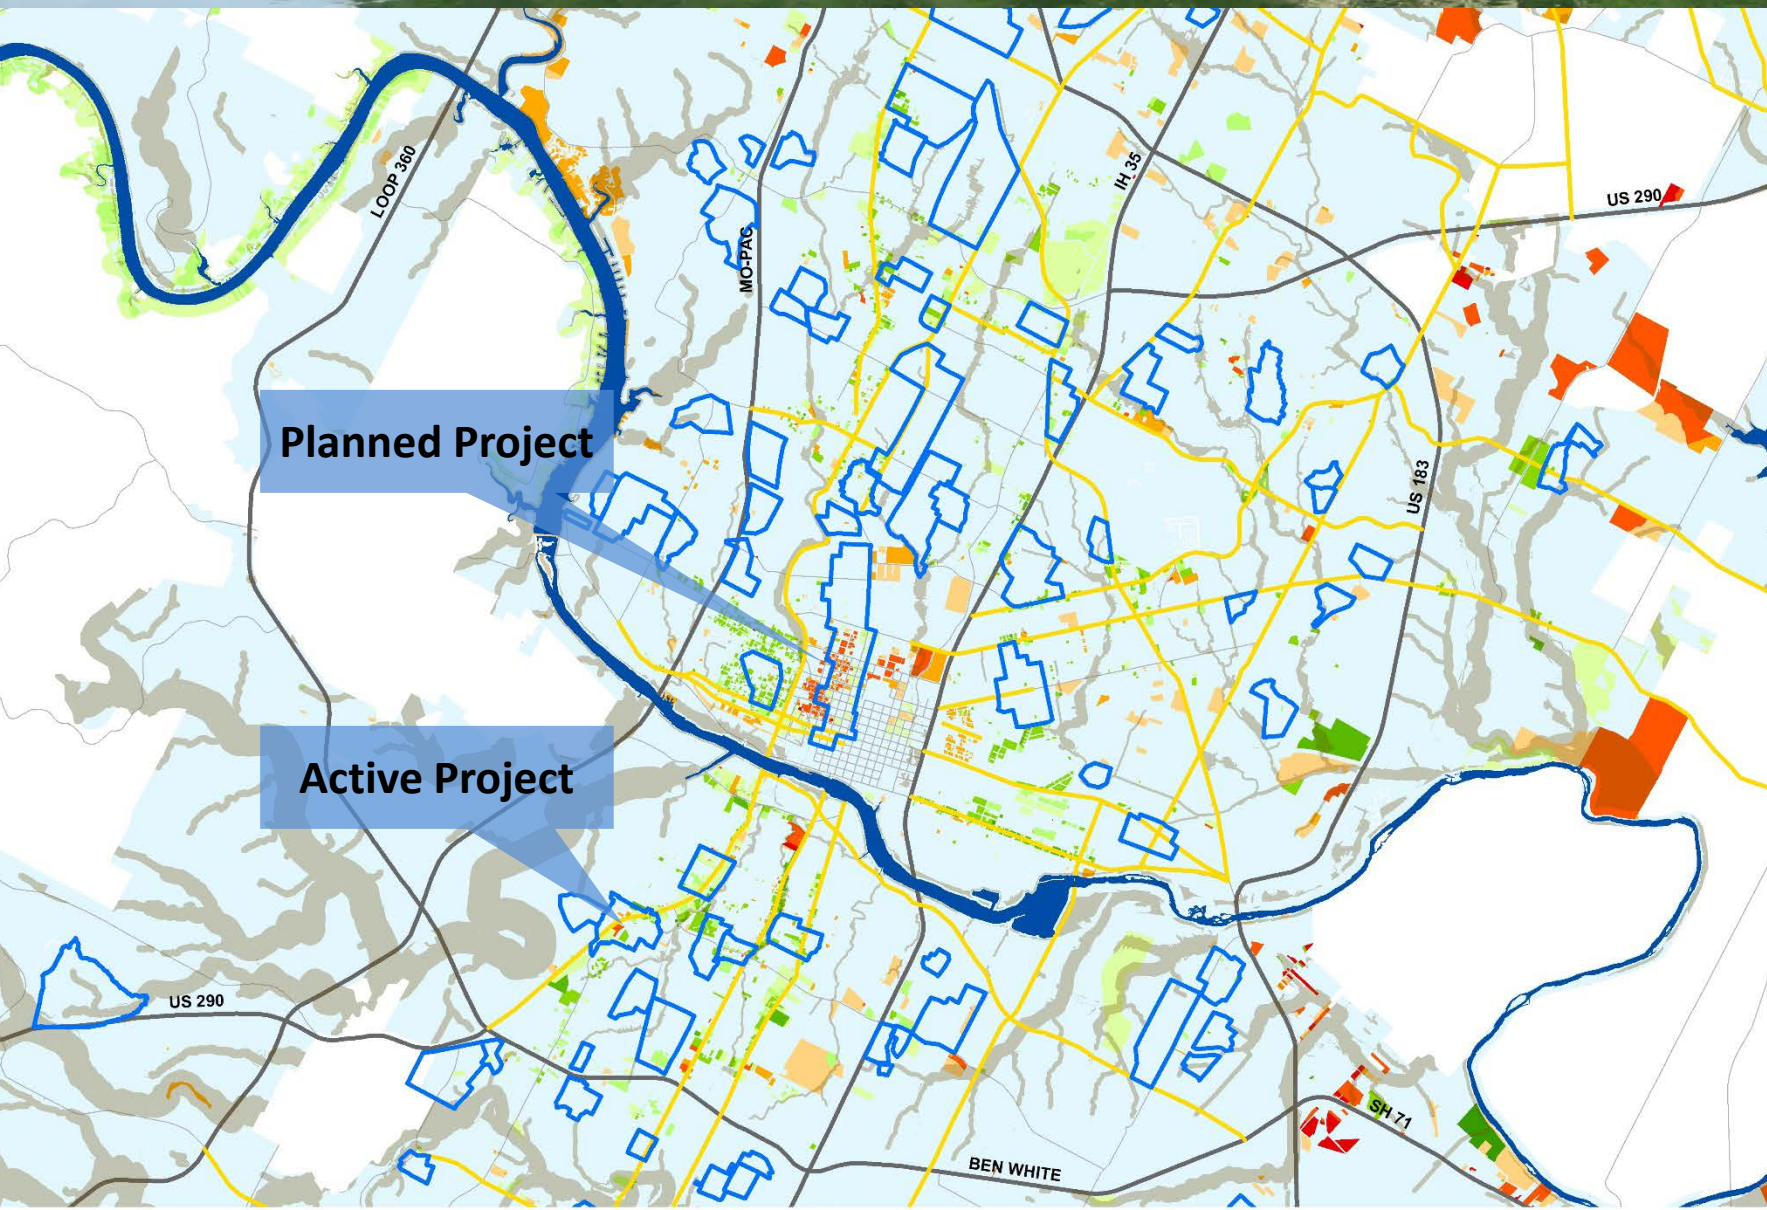 LOOP 360
MO-PAC
IH 35
US 290
Planned Project
US 183
Active Project
US 290
SH 71
BEN WHITE